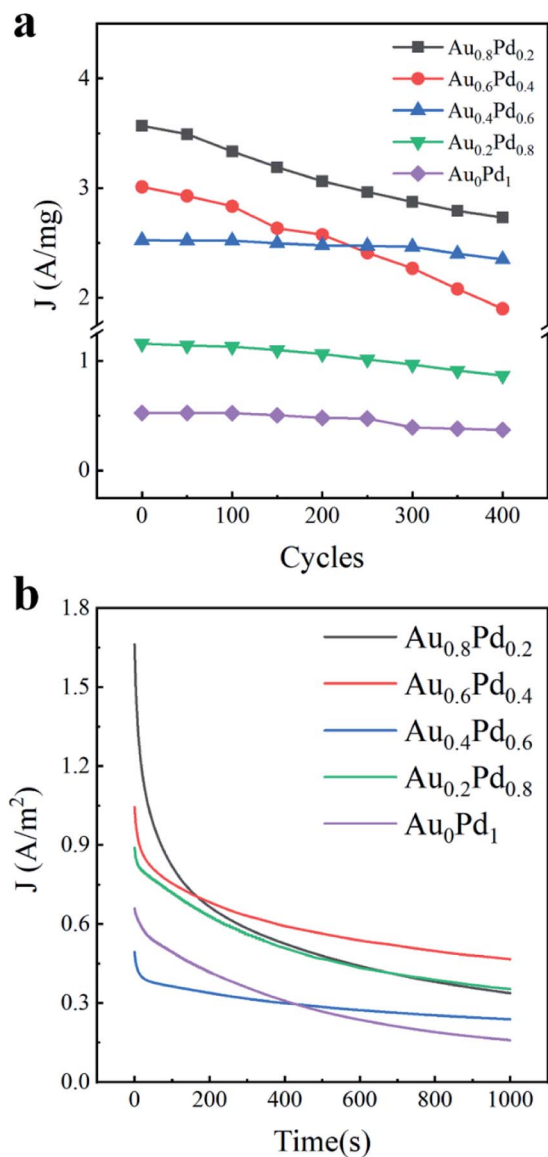 a
Au₀.₈Pd₀.₂
Au₀.₆Pd₀.₄
Au₀.₄Pd₀.₆
Au₀.₂Pd₀.₈
Au₀Pd₁
4
3
2
1
0
J (A/mg)
0 100 200 300 400
Cycles
b
Au₀.₈Pd₀.₂
Au₀.₆Pd₀.₄
Au₀.₄Pd₀.₆
Au₀.₂Pd₀.₈
Au₀Pd₁
1.8
1.5
1.2
0.9
0.6
0.3
0.0
J (A/m²)
0 200 400 600 800 1000
Time(s)